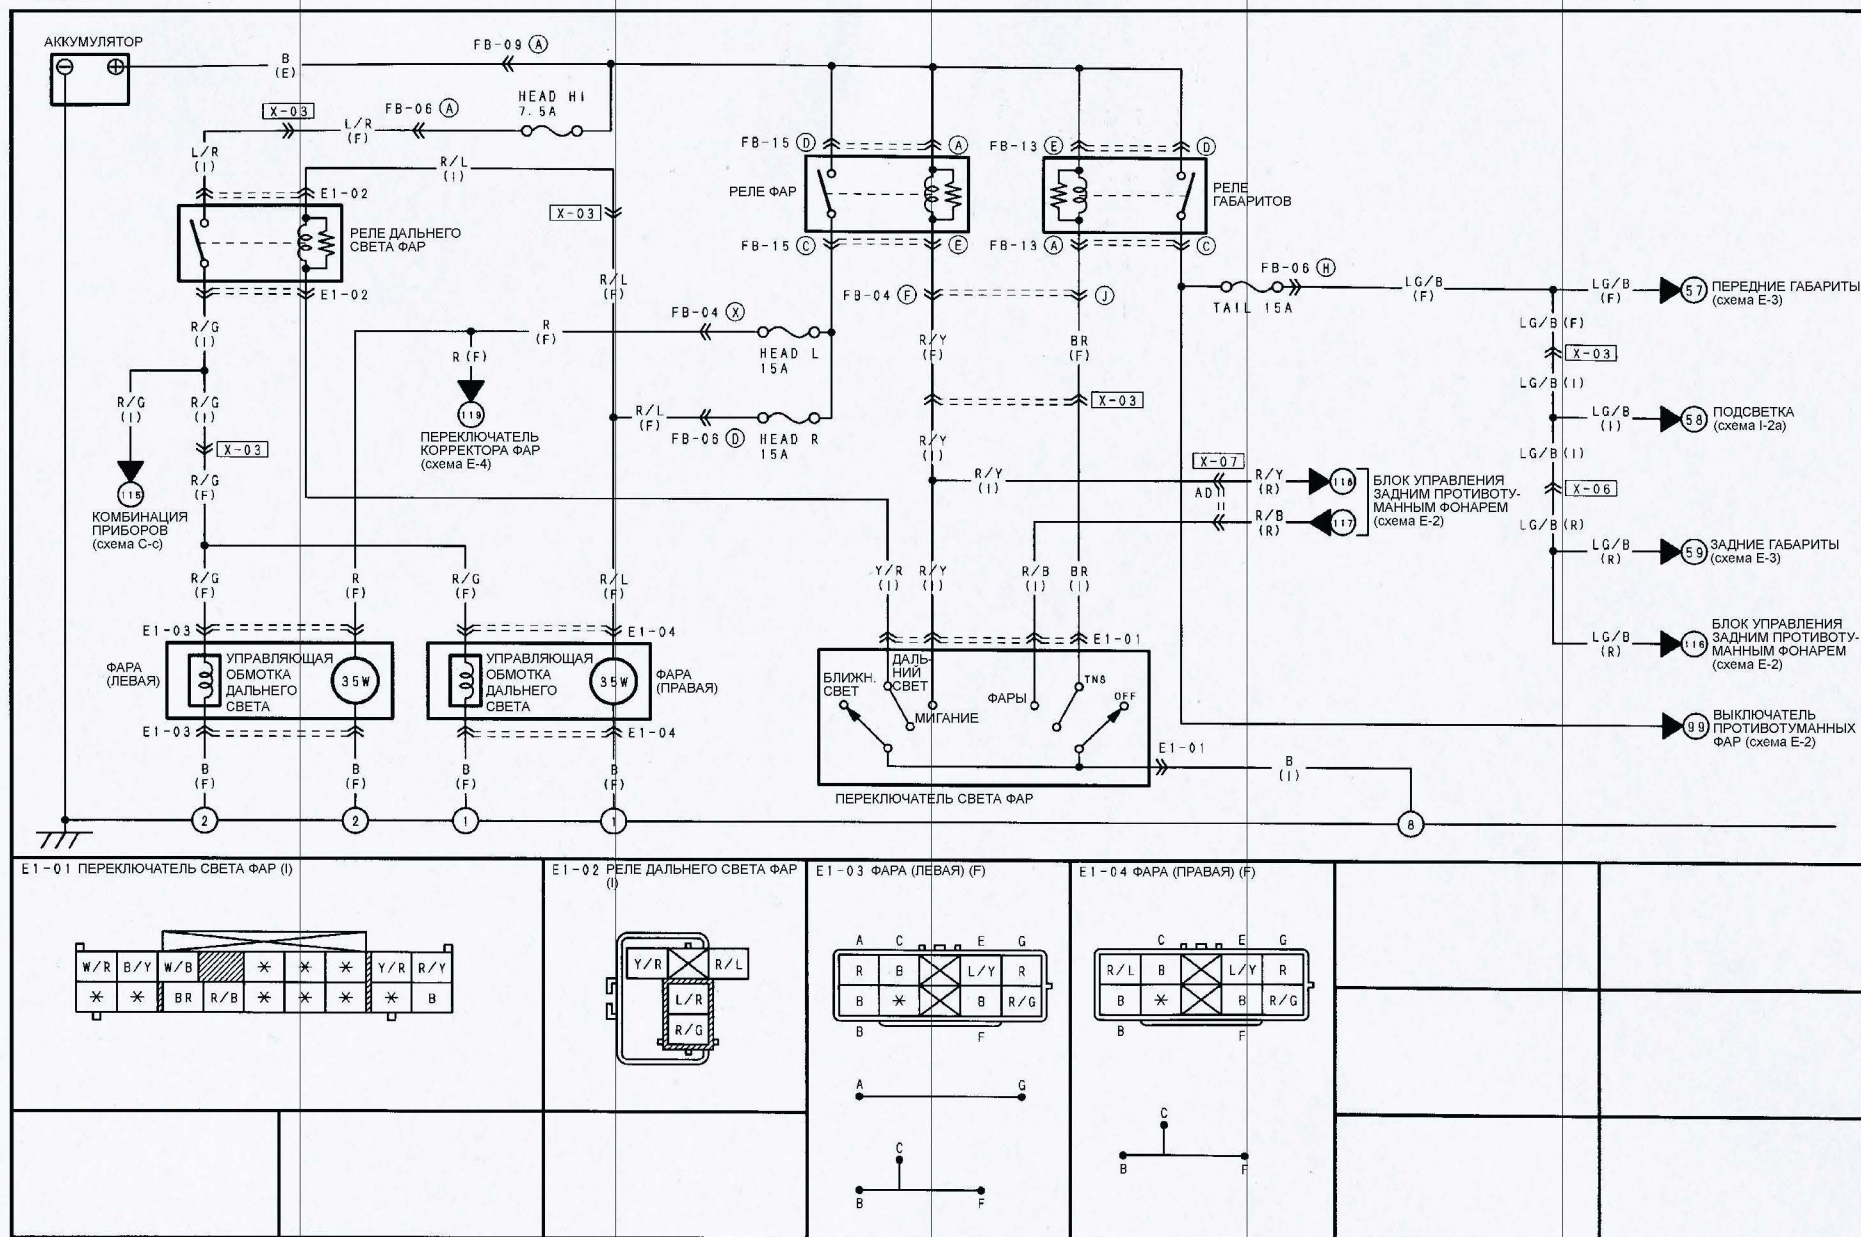 АККУМУЛЯТОР
B
(E)
FB-09 A
HEAD HI
7.5A
X-03
FB-06 A
L/R
(F)
L/R
(I)
R/L
(I)
E1-02
X-03
РЕЛЕ ДАЛЬНЕГО
СВЕТА ФАР
E1-02
FB-15 D
A
FB-13 E
D
РЕЛЕ ФАР
РЕЛЕ
ГАБАРИТОВ
FB-15 C
E
FB-13 A
C
FB-04 F
J
FB-06 H
TAIL 15A
LG/B
(F)
LG/B
(F)
57
ПЕРЕДНИЕ ГАБАРИТЫ
(схема E-3)
R/G
(I)
R/L
(F)
FB-04 X
R
(F)
R (F)
HEAD L
15A
R/Y
(F)
BR
(F)
LG/B (F)
X-03
LG/B (I)
R/G
(I)
R/G
(I)
119
ПЕРЕКЛЮЧАТЕЛЬ
КОРРЕКТОРА ФАР
(схема E-4)
R/L
(F)
FB-06 D
HEAD R
15A
X-03
LG/B
(I)
58
ПОДСВЕТКА
(схема I-2a)
X-03
R/Y
(I)
LG/B (I)
X-06
LG/B (R)
R/G
(F)
115
КОМБИНАЦИЯ
ПРИБОРОВ
(схема C-c)
R/Y
(I)
X-07
AD
R/Y
(R)
118
R/B
(R)
117
БЛОК УПРАВЛЕНИЯ
ЗАДНИМ ПРОТИВОТУ-
МАННЫМ ФОНАРЕМ
(схема E-2)
LG/B
(R)
59
ЗАДНИЕ ГАБАРИТЫ
(схема E-3)
R/G
(F)
R
(F)
R/G
(F)
R/L
(F)
Y/R
(I)
R/Y
(I)
R/B
(I)
BR
(I)
E1-03
E1-04
E1-01
LG/B
(R)
116
БЛОК УПРАВЛЕНИЯ
ЗАДНИМ ПРОТИВОТУ-
МАННЫМ ФОНАРЕМ
(схема E-2)
ФАРА
(ЛЕВАЯ)
УПРАВЛЯЮЩАЯ
ОБМОТКА
ДАЛЬНЕГО
СВЕТА
35W
УПРАВЛЯЮЩАЯ
ОБМОТКА
ДАЛЬНЕГО
СВЕТА
35W
ФАРА
(ПРАВАЯ)
БЛИЖН.
СВЕТ
ДАЛЬ-
НИЙ
СВЕТ
МИГАНИЕ
ФАРЫ
TNS
OFF
99
ВЫКЛЮЧАТЕЛЬ
ПРОТИВОТУМАННЫХ
ФАР (схема E-2)
E1-03
E1-04
E1-01
B
(F)
B
(F)
B
(F)
B
(F)
B
(I)
ПЕРЕКЛЮЧАТЕЛЬ СВЕТА ФАР
2
2
1
1
8
E1-01 ПЕРЕКЛЮЧАТЕЛЬ СВЕТА ФАР (I)
W/R B/Y W/B * * * Y/R R/Y
* * BR R/B * * * * B
E1-02 РЕЛЕ ДАЛЬНЕГО СВЕТА ФАР
(I)
Y/R R/L
L/R
R/G
E1-03 ФАРА (ЛЕВАЯ) (F)
A C E G
R B L/Y R
B * B R/G
B F
A G
C
B F
E1-04 ФАРА (ПРАВАЯ) (F)
C E G
R/L B L/Y R
B * B R/G
B F
C
B F